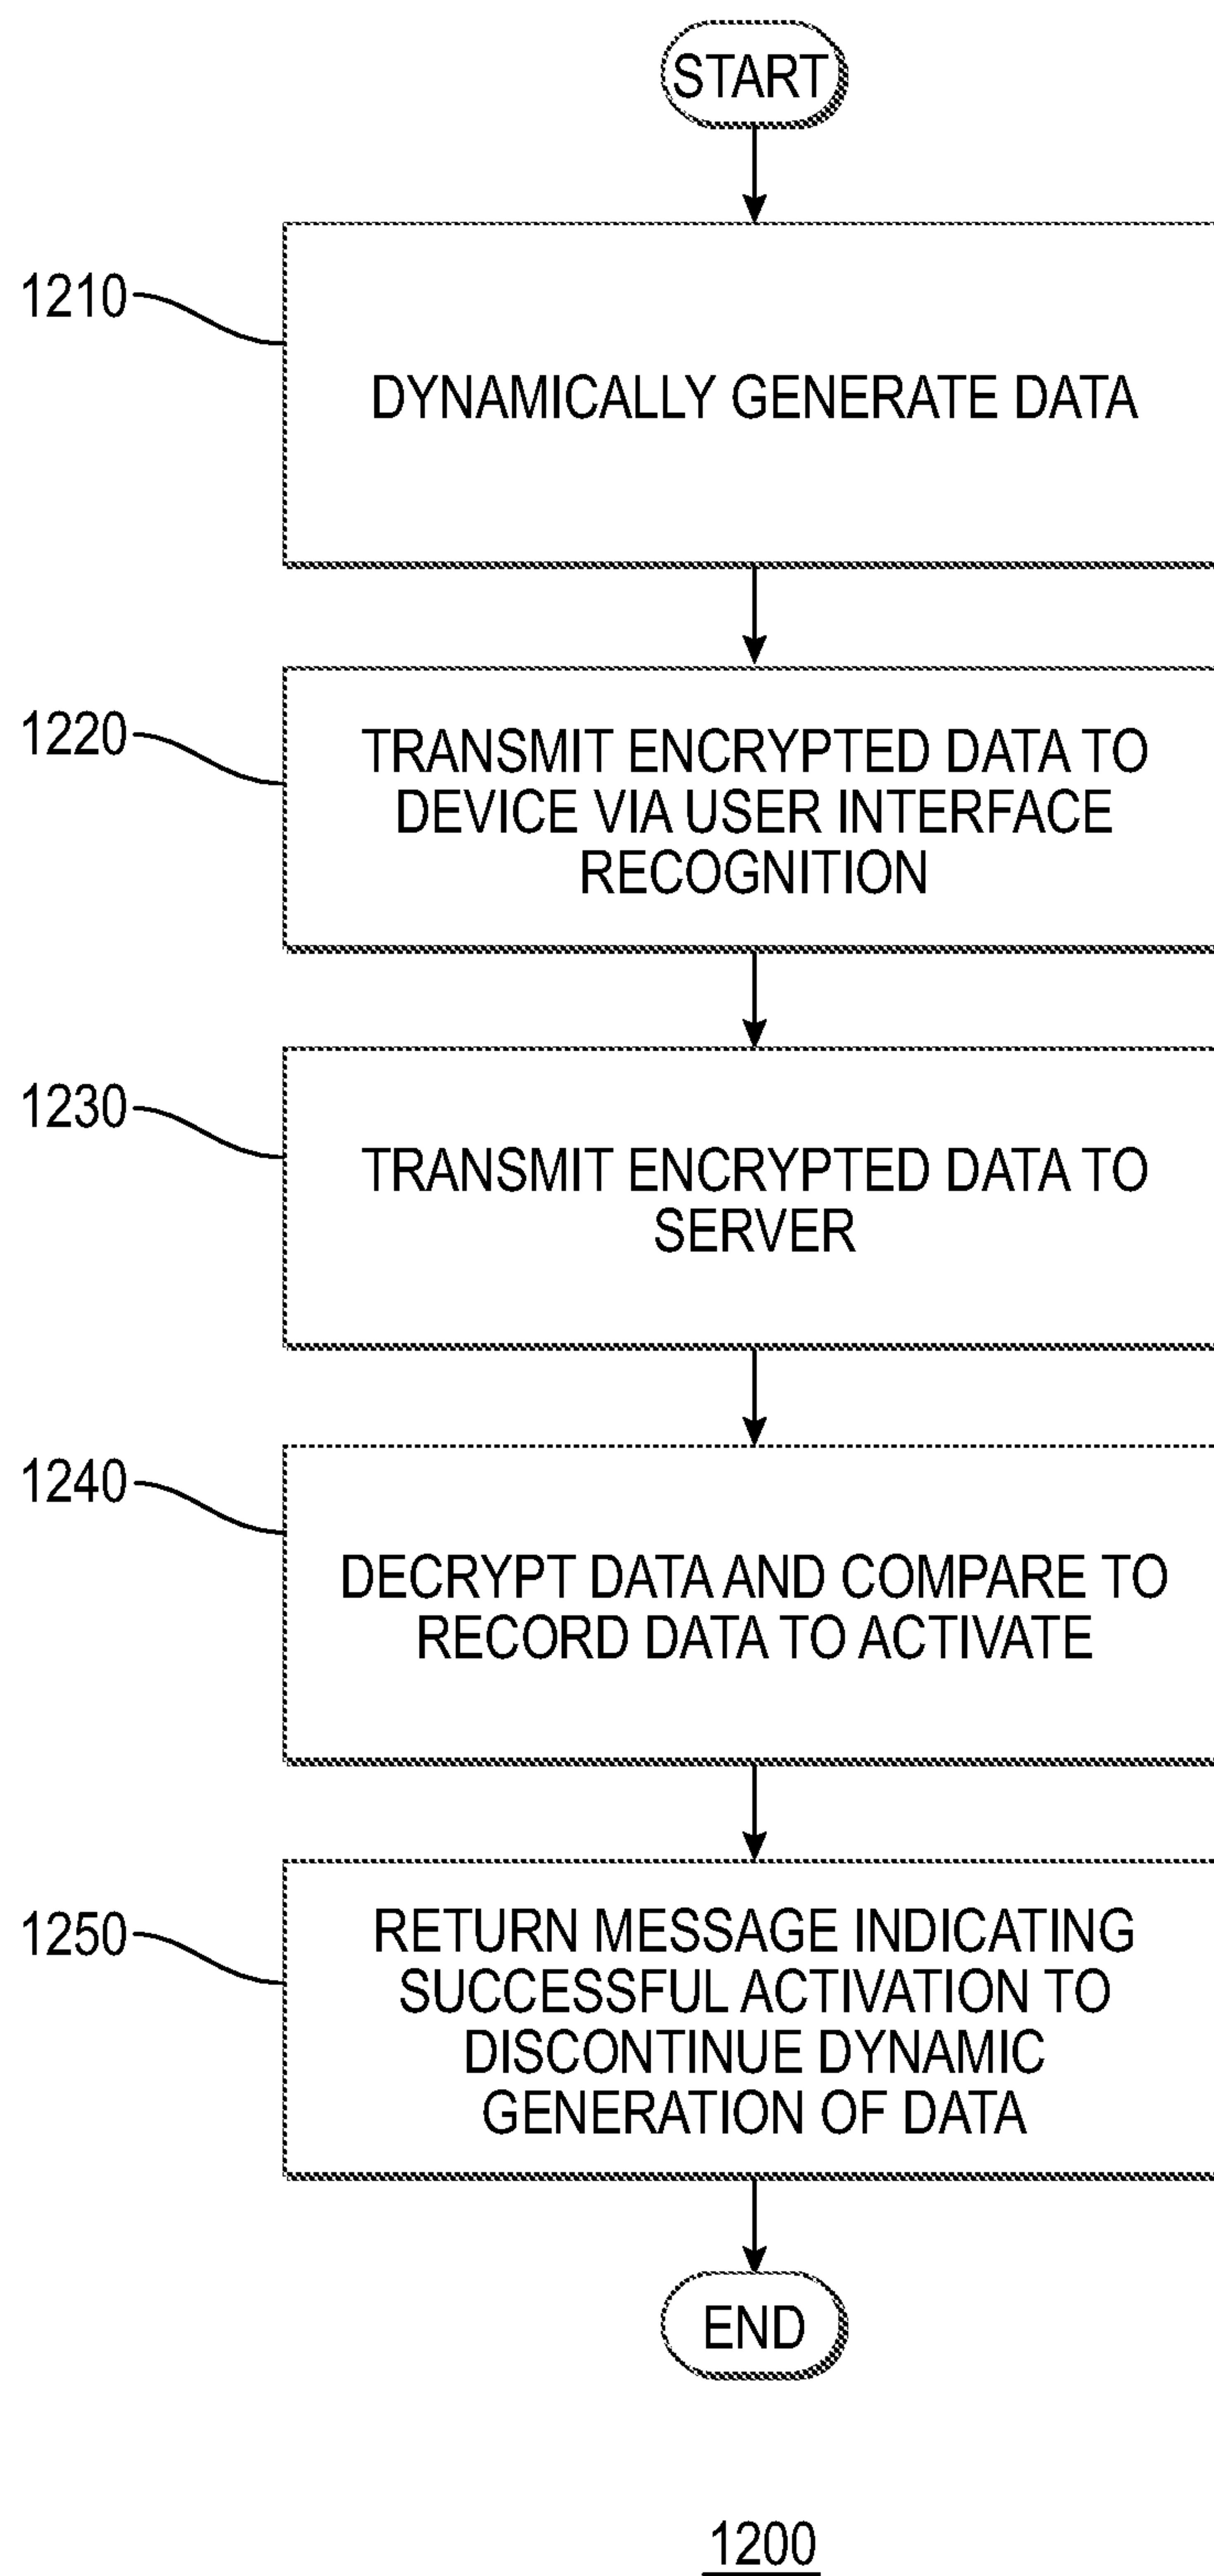 START
1210
DYNAMICALLY GENERATE DATA
1220
TRANSMIT ENCRYPTED DATA TO
DEVICE VIA USER INTERFACE
RECOGNITION
1230
TRANSMIT ENCRYPTED DATA TO
SERVER
1240
DECRYPT DATA AND COMPARE TO
RECORD DATA TO ACTIVATE
1250
RETURN MESSAGE INDICATING
SUCCESSFUL ACTIVATION TO
DISCONTINUE DYNAMIC
GENERATION OF DATA
END
1200